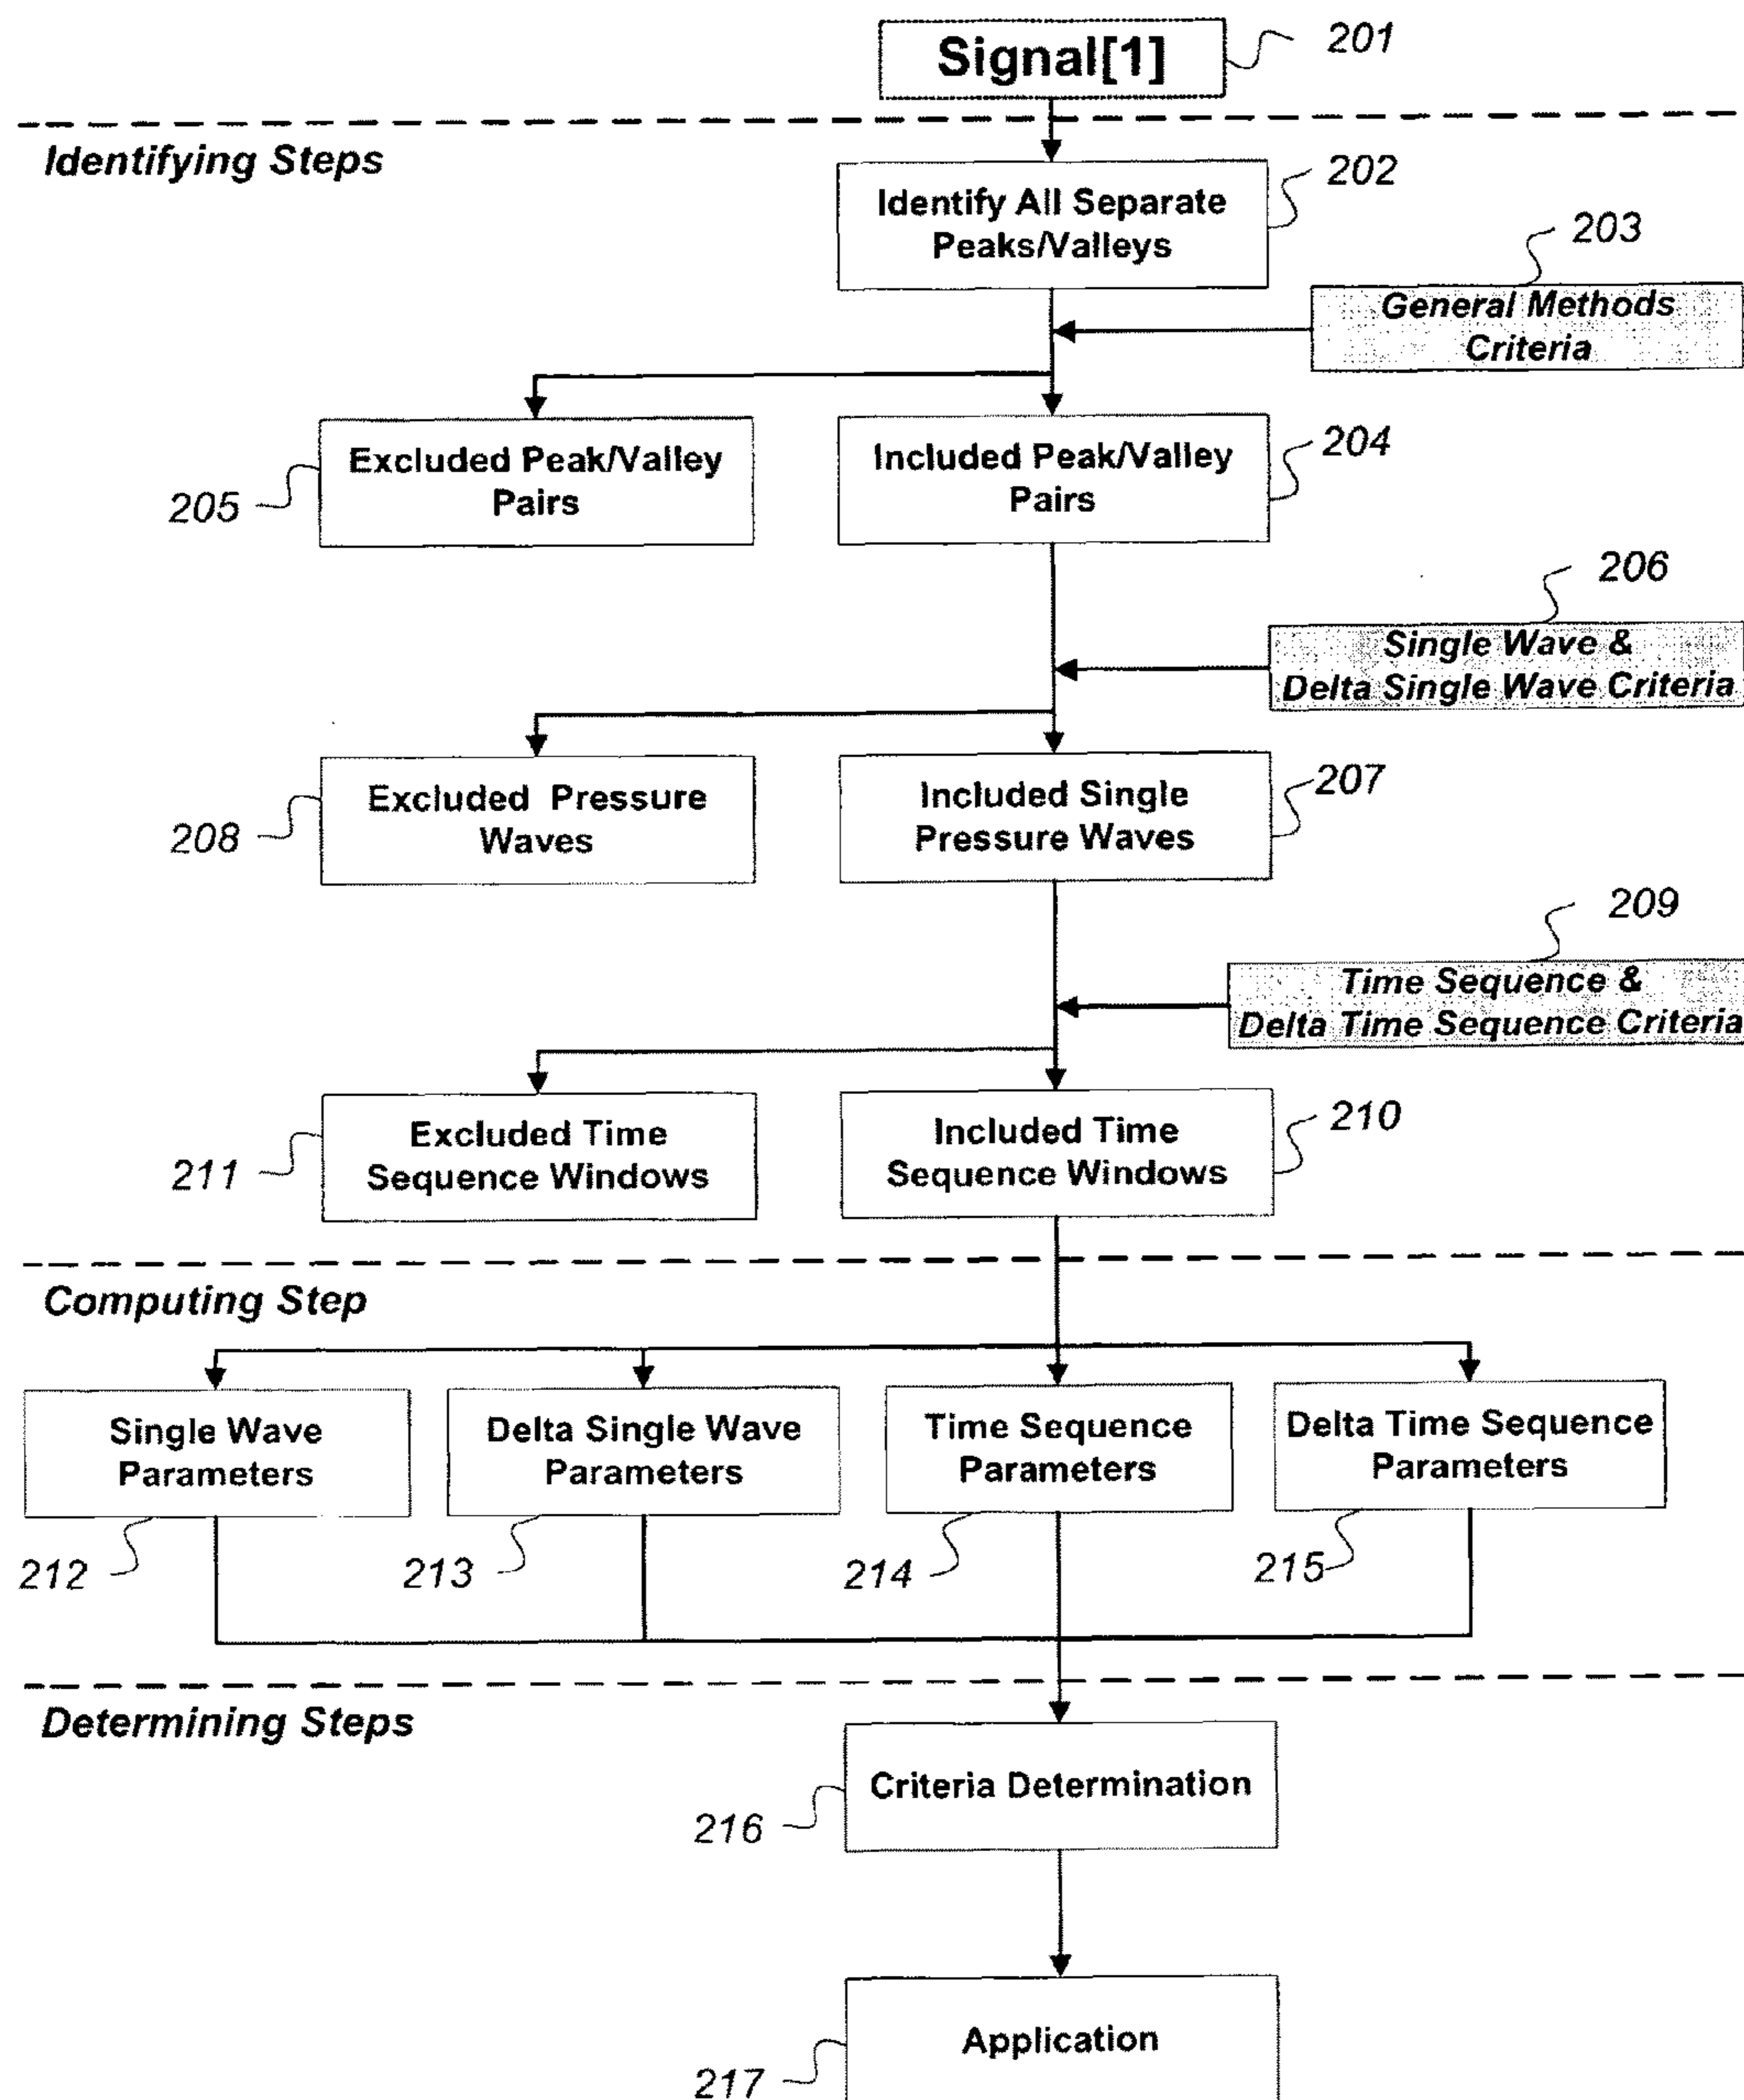 Signal[1]
201
Identifying Steps
202
Identify All Separate
Peaks/Valleys
203
General Methods
Criteria
Excluded Peak/Valley
Pairs
205
Included Peak/Valley
Pairs
204
206
Single Wave &
Delta Single Wave Criteria
Excluded Pressure
Waves
208
Included Single
Pressure Waves
207
209
Time Sequence &
Delta Time Sequence Criteria
Excluded Time
Sequence Windows
211
Included Time
Sequence Windows
210
Computing Step
Single Wave
Parameters
212
Delta Single Wave
Parameters
213
Time Sequence
Parameters
214
Delta Time Sequence
Parameters
215
Determining Steps
Criteria Determination
216
Application
217